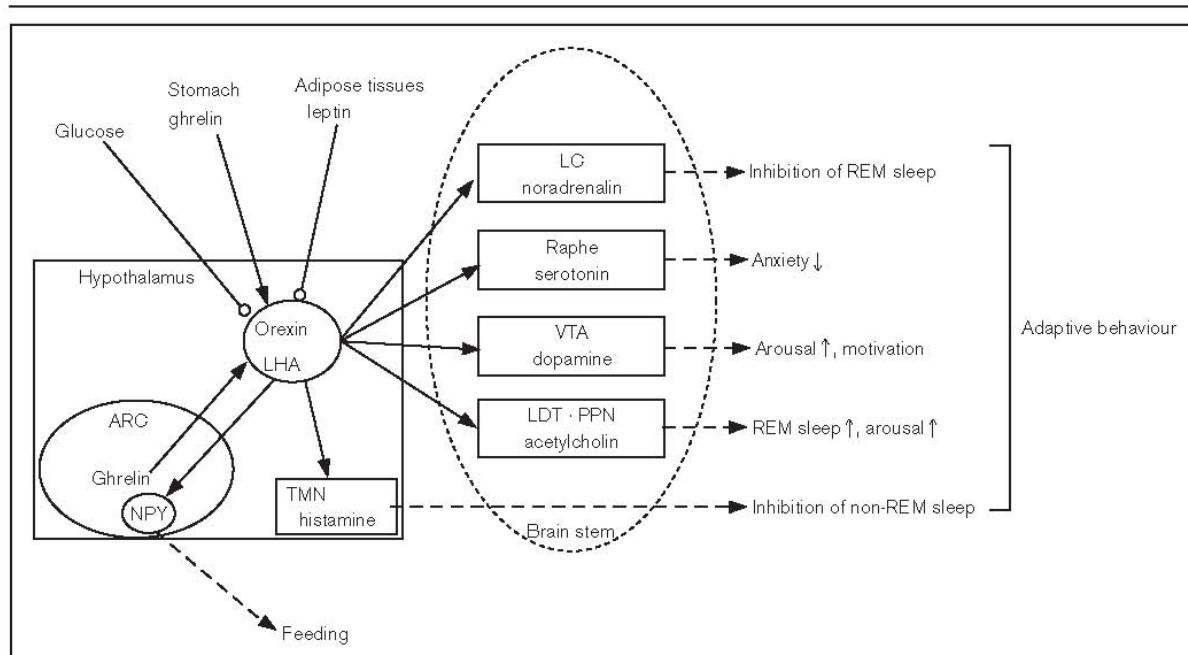 Stomach
ghrelin
Adipose tissues
leptin
Glucose
Hypothalamus
Orexin
LHA
ARC
Ghrelin
NPY
TMN
histamine
Feeding
LC
noradrenalin
Raphe
serotonin
VTA
dopamine
LDT · PPN
acetylcholin
Brain stem
Inhibition of REM sleep
Anxiety ↓
Arousal ↑, motivation
REM sleep ↑, arousal ↑
Inhibition of non-REM sleep
Adaptive behaviour